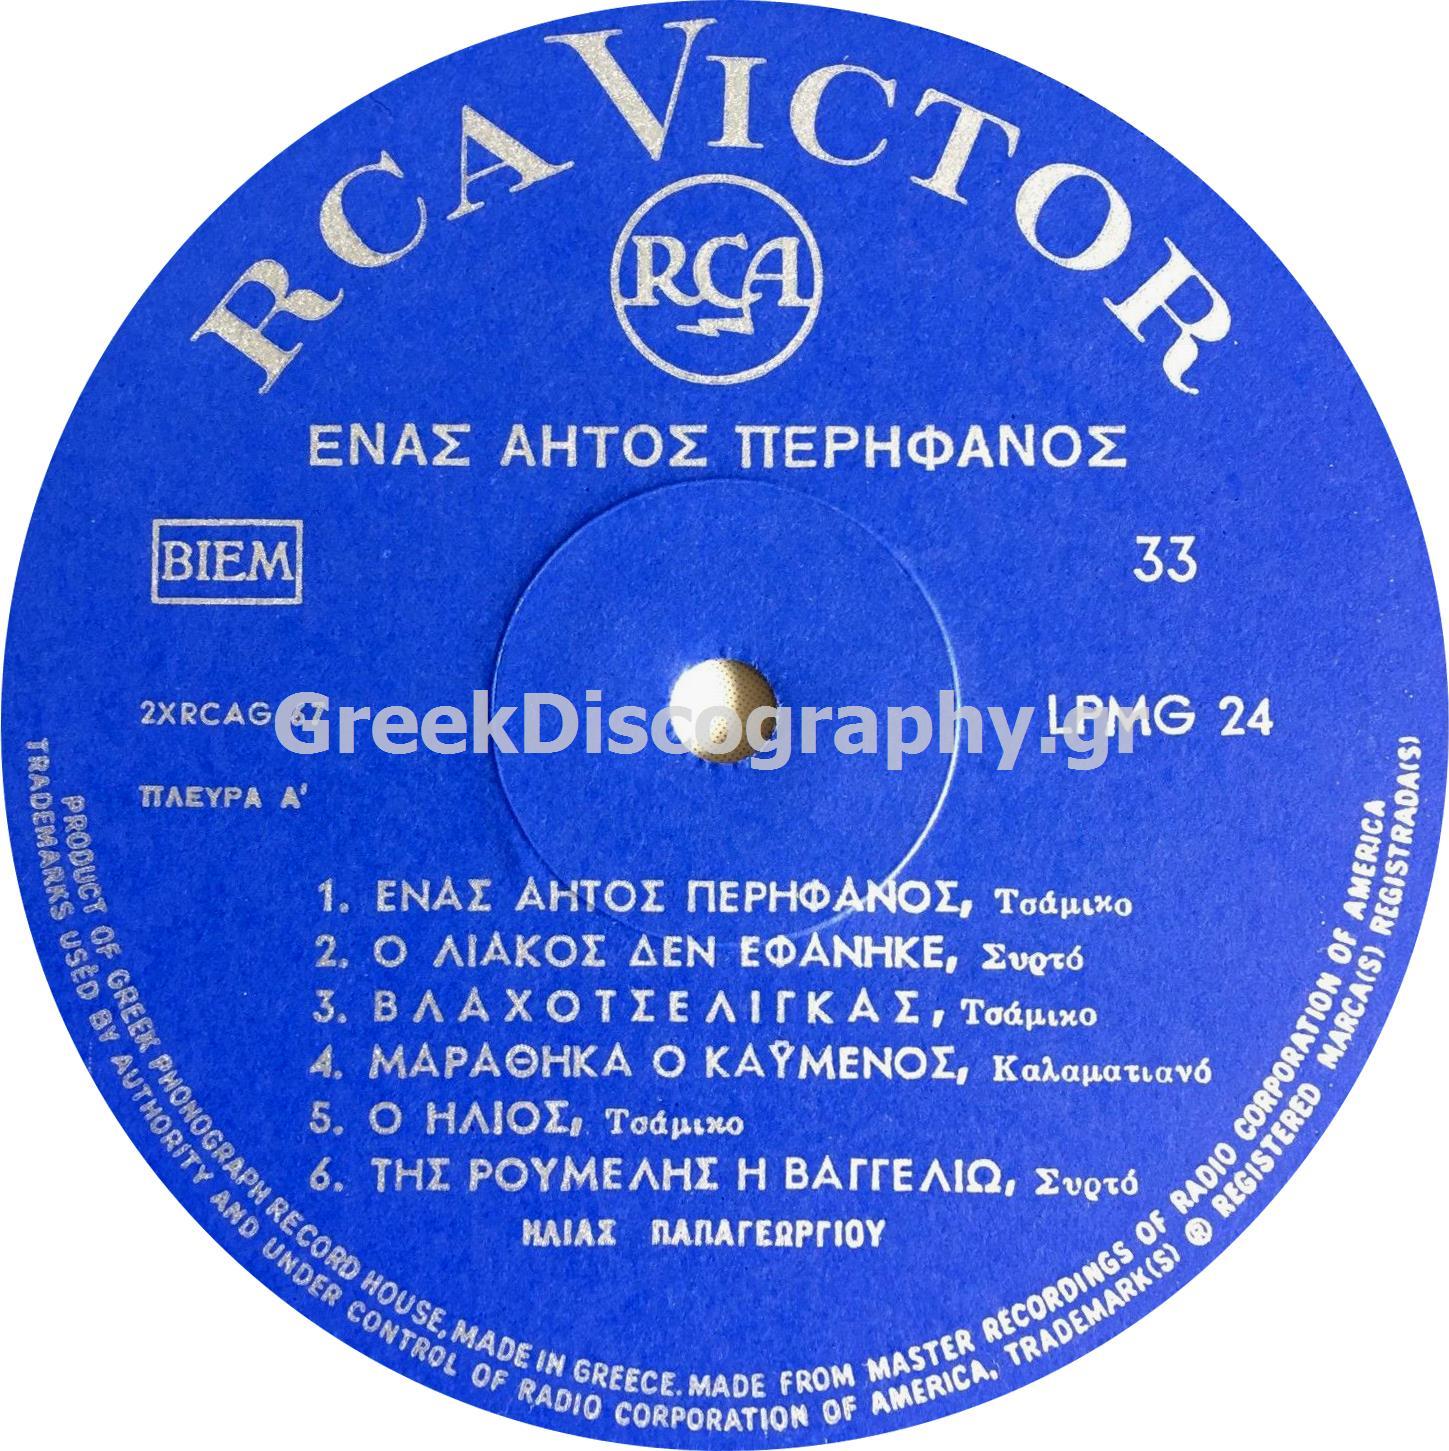 RCA VICTOR
RCA
ΕΝΑΣ ΑΗΤΟΣ ΠΕΡΗΦΑΝΟΣ
BIEM
33
2XRCAG 67
LPMG 24
GreekDiscography.gr
ΠΛΕΥΡΑ Α'
1. ΕΝΑΣ ΑΗΤΟΣ ΠΕΡΗΦΑΝΟΣ, Τσάμικο
2. Ο ΛΙΑΚΟΣ ΔΕΝ ΕΦΑΝΗΚΕ, Συρτό
3. ΒΛΑΧΟΤΣΕΛΙΓΚΑΣ, Τσάμικο
4. ΜΑΡΑΘΗΚΑ Ο ΚΑΫΜΕΝΟΣ, Καλαματιανό
5. Ο ΗΛΙΟΣ, Τσάμικο
6. ΤΗΣ ΡΟΥΜΕΛΗΣ Η ΒΑΓΓΕΛΙΩ, Συρτό
ΗΛΙΑΣ ΠΑΠΑΓΕΩΡΓΙΟΥ
PRODUCT OF GREEK PHONOGRAPH RECORD HOUSE, MADE IN GREECE. MADE FROM MASTER RECORDINGS OF RADIO CORPORATION OF AMERICA
TRADEMARKS USED BY AUTHORITY AND UNDER CONTROL OF RADIO CORPORATION OF AMERICA, TRADEMARK(S) ® REGISTERED MARCA(S) REGISTRADA(S)